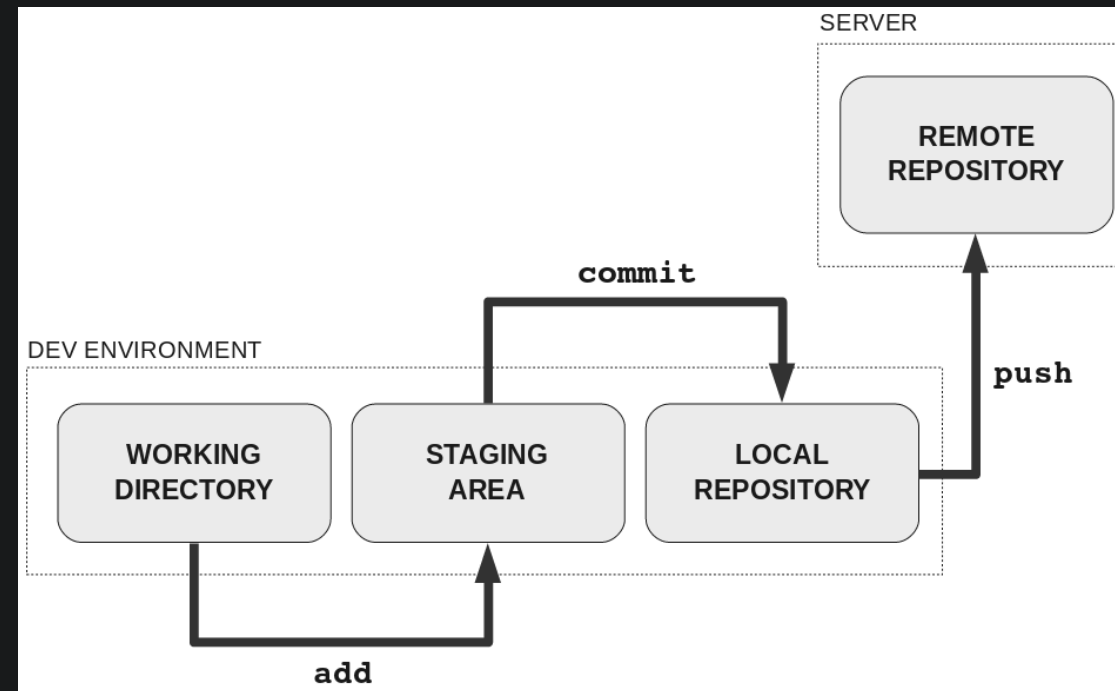 SERVER
REMOTE
REPOSITORY
commit
DEV ENVIRONMENT
push
WORKING
DIRECTORY
STAGING
AREA
LOCAL
REPOSITORY
add